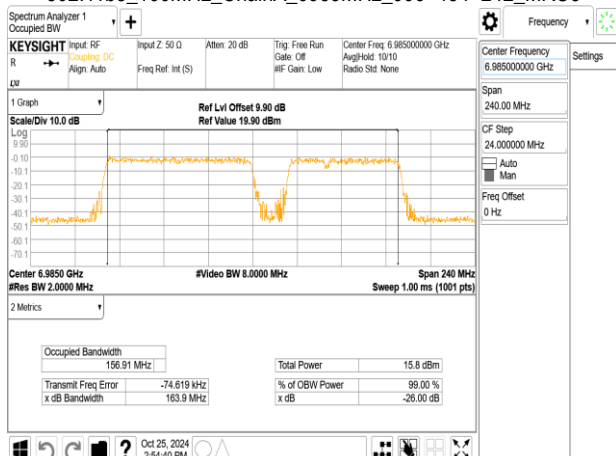 Spectrum Analyzer 1
Occupied BW
Frequency
Settings
KEYSIGHT
R
Input: RF
Coupling: DC
Align: Auto
Input Z: 50 Ω
Freq Ref: Int (S)
Atten: 20 dB
Trig: Free Run
Gate: Off
#IF Gain: Low
Center Freq: 6.985000000 GHz
Avg|Hold: 10/10
Radio Std: None
Center Frequency
6.985000000 GHz
Span
240.00 MHz
CF Step
24.000000 MHz
Auto
Man
Freq Offset
0 Hz
1 Graph
Scale/Div 10.0 dB
Ref Lvl Offset 9.90 dB
Ref Value 19.90 dBm
Log
9.90
-0.10
-10.1
-20.1
-30.1
-40.1
-50.1
-60.1
-70.1
Center 6.9850 GHz
#Video BW 8.0000 MHz
Span 240 MHz
#Res BW 2.0000 MHz
Sweep 1.00 ms (1001 pts)
2 Metrics
Occupied Bandwidth
156.91 MHz
Total Power
15.8 dBm
Transmit Freq Error
-74.619 kHz
% of OBW Power
99.00 %
x dB Bandwidth
163.9 MHz
x dB
-26.00 dB
?
Oct 25, 2024
2:54:40 PM